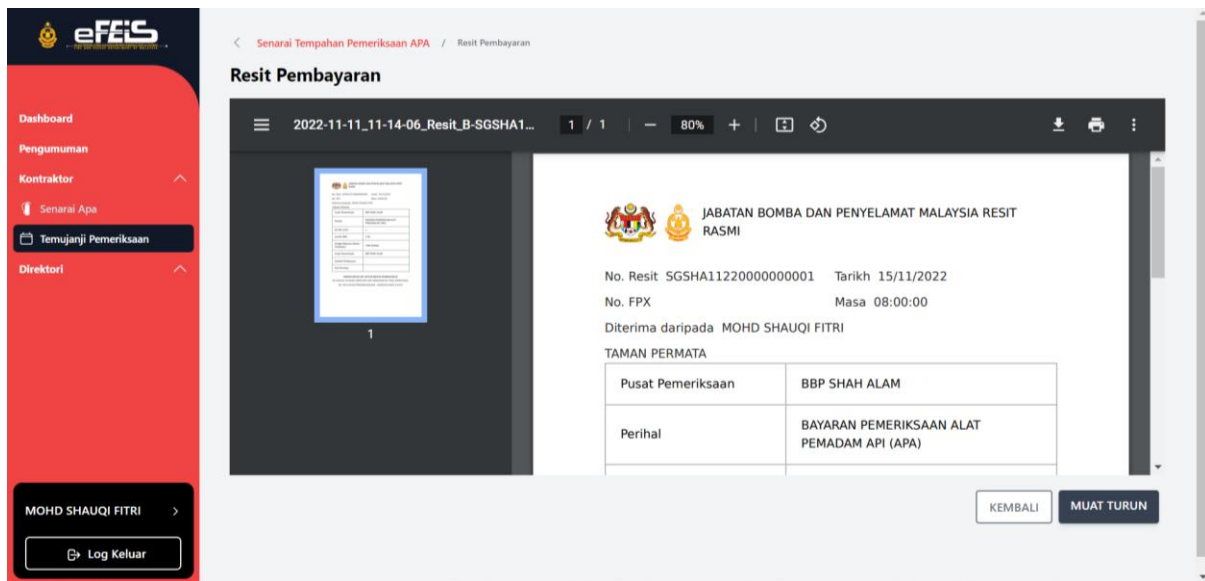 eFEiS
Senarai Tempahan Pemeriksaan APA / Resit Pembayaran
Resit Pembayaran
Dashboard
Pengumuman
Kontraktor
Senarai Apa
Temujanji Pemeriksaan
Direktori
MOHD SHAUQI FITRI
Log Keluar
2022-11-11_11-14-06_Resit_B-SGSHA1... 1 / 1 80%
1
JABATAN BOMBA DAN PENYELAMAT MALAYSIA RESIT
RASMI
No. Resit SGSHA11220000000001 Tarikh 15/11/2022
No. FPX Masa 08:00:00
Diterima daripada MOHD SHAUQI FITRI
TAMAN PERMATA
Pusat Pemeriksaan BBP SHAH ALAM
Perihal BAYARAN PEMERIKSAAN ALAT
PEMADAM API (APA)
KEMBALI MUAT TURUN